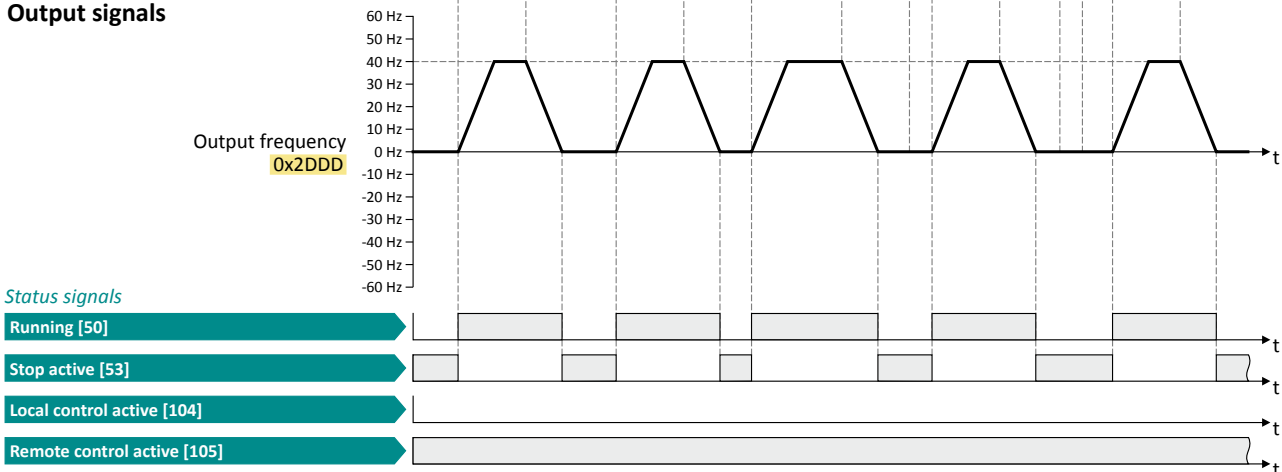 Output signals
60 Hz
50 Hz
40 Hz
30 Hz
20 Hz
10 Hz
Output frequency
0 Hz
t
0x2DDD
-10 Hz
-20 Hz
-30 Hz
-40 Hz
-50 Hz
-60 Hz
Status signals
Running [50]
t
Stop active [53]
t
Local control active [104]
t
Remote control active [105]
t